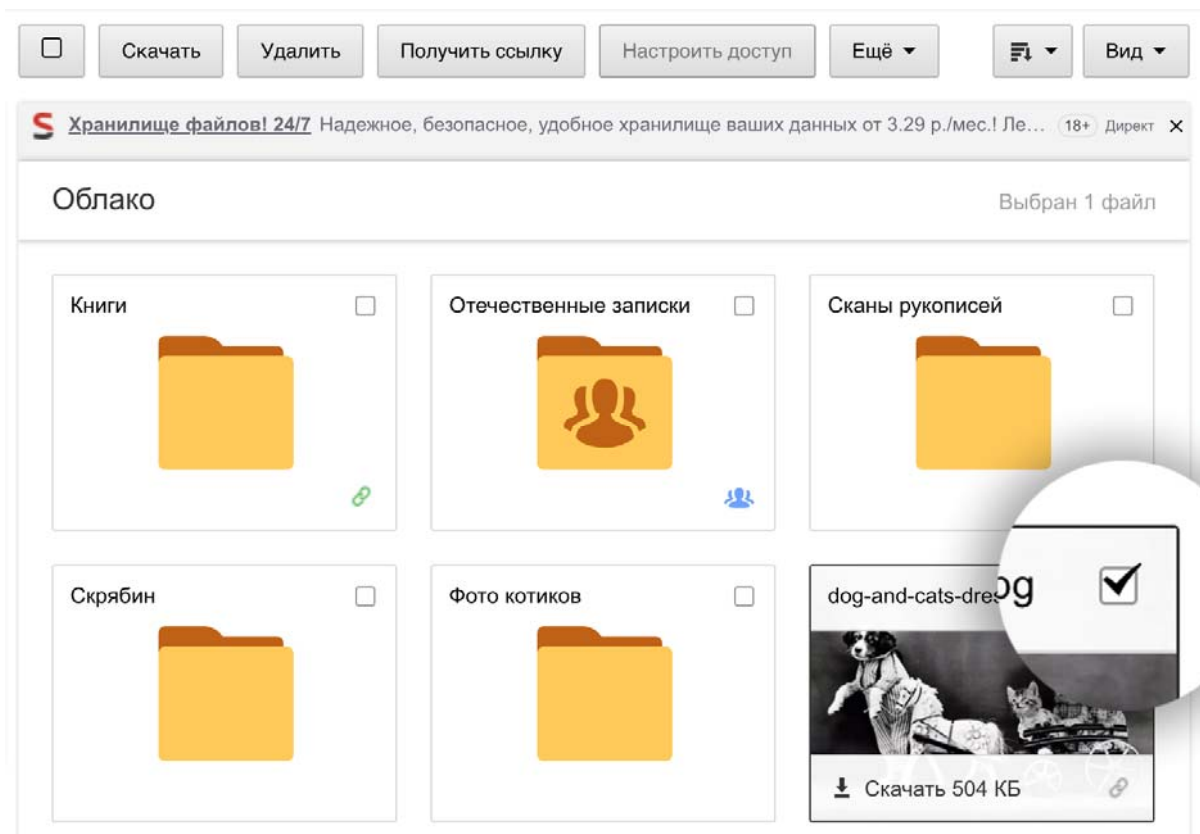 Скачать Удалить Получить ссылку Настроить доступ Ещё Вид
Хранилище файлов! 24/7 Надежное, безопасное, удобное хранилище ваших данных от 3.29 р./мес.! Ле... 18+ Директ
Облако Выбран 1 файл
Книги Отечественные записки Сканы рукописей
Скрябин Фото котиков dog-and-cats-dres og
Скачать 504 КБ